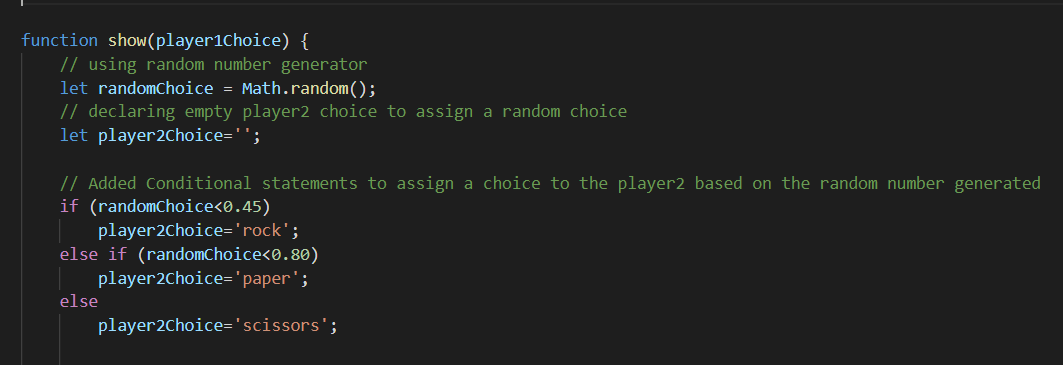 function show(player1Choice) {
// using random number generator
let randomChoice = Math.random();
// declaring empty player2 choice to assign a random choice
let player2Choice='';
// Added Conditional statements to assign a choice to the player2 based on the random number generated
if (randomChoice<0.45)
player2Choice='rock';
else if (randomChoice<0.80)
player2Choice='paper';
else
player2Choice='scissors';